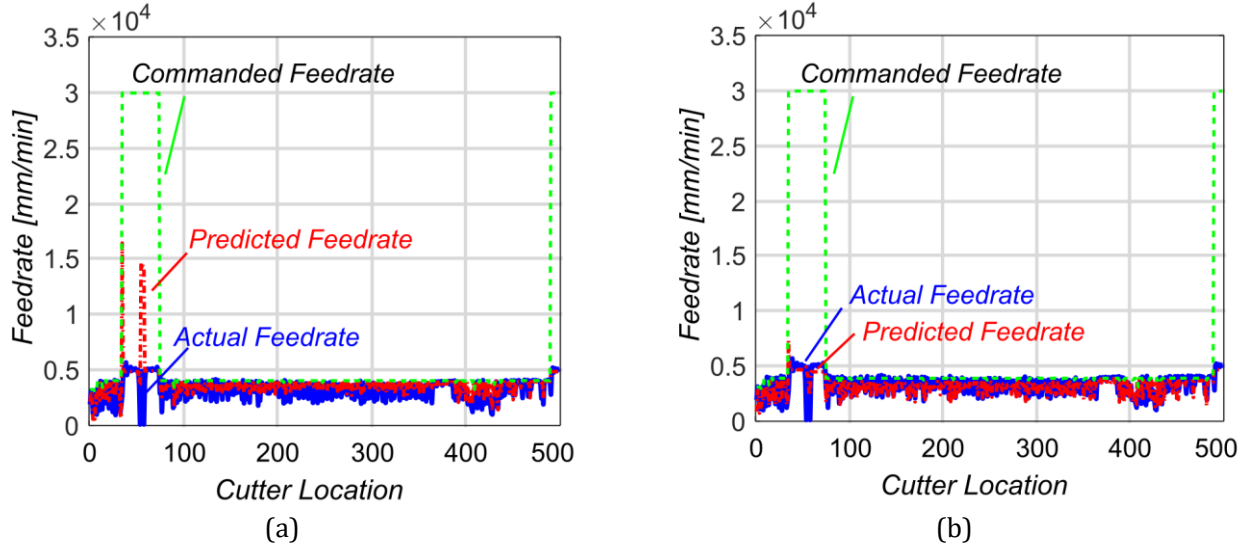 ×10⁴
3.5
3
2.5
2
1.5
1
0.5
0
Feedrate [mm/min]
Commanded Feedrate
Predicted Feedrate
Actual Feedrate
0 100 200 300 400 500
Cutter Location
(a)
×10⁴
3.5
3
2.5
2
1.5
1
0.5
0
Feedrate [mm/min]
Commanded Feedrate
Actual Feedrate
Predicted Feedrate
0 100 200 300 400 500
Cutter Location
(b)